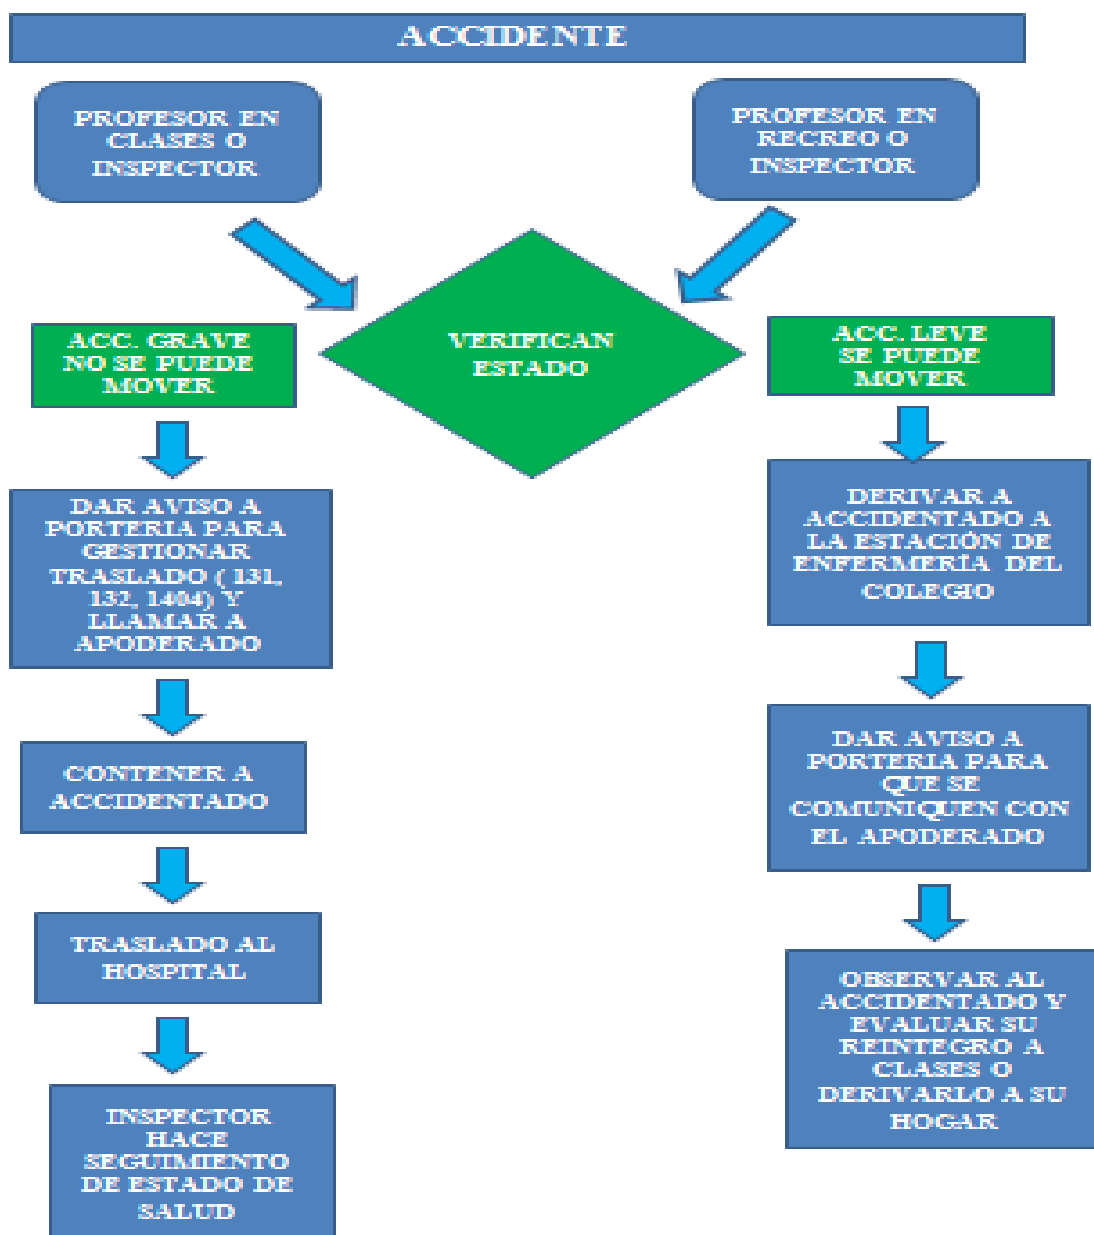 ACCIDENTE
PROFESOR EN
CLASES O
INSPECTOR
PROFESOR EN
RECREO O
INSPECTOR
VERIFICAN
ESTADO
ACC. GRAVE
NO SE PUEDE
MOVER
DAR AVISO A
PORTERIA PARA
GESTIONAR
TRASLADO ( 131,
132, 1404) Y
LLAMAR A
APODERADO
CONTENER A
ACCIDENTADO
TRASLADO AL
HOSPITAL
INSPECTOR
HACE
SEGUIMIENTO
DE ESTADO DE
SALUD
ACC. LEVE
SE PUEDE
MOVER
DERIVAR A
ACCIDENTADO A
LA ESTACIÓN DE
ENFERMERÍA DEL
COLEGIO
DAR AVISO A
PORTERIA PARA
QUE SE
COMUNIQUEN CON
EL APODERADO
OBSERVAR AL
ACCIDENTADO Y
EVALUAR SU
REINTEGRO A
CLASES O
DERIVARLO A SU
HOGAR